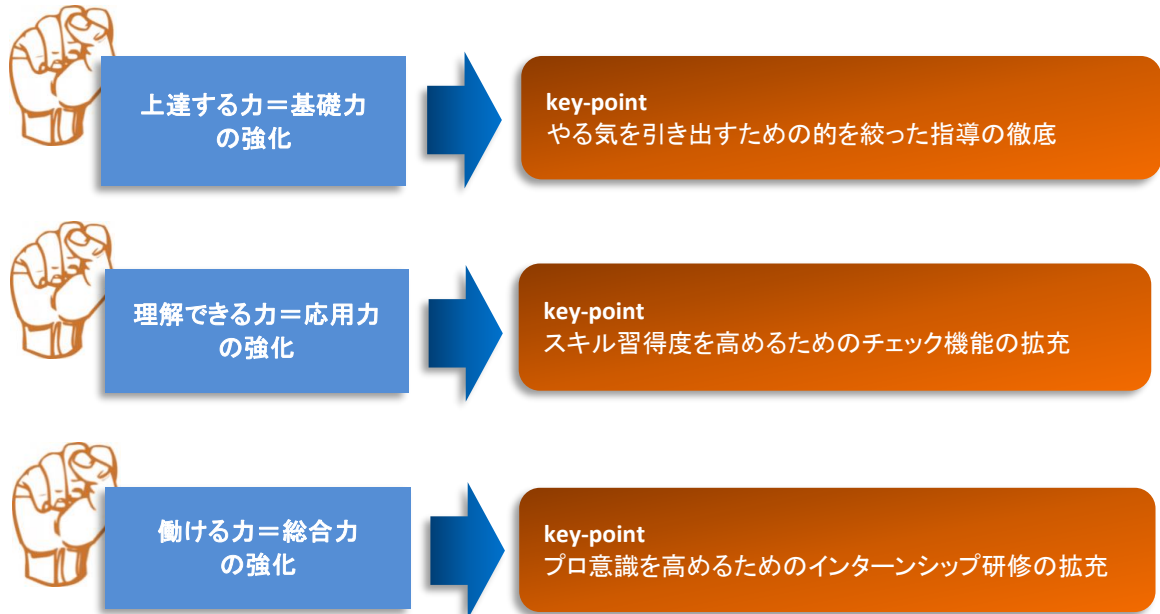 上達する力＝基礎力
の強化
key-point
やる気を引き出すための的を絞った指導の徹底
理解できる力＝応用力
の強化
key-point
スキル習得度を高めるためのチェック機能の拡充
働ける力＝総合力
の強化
key-point
プロ意識を高めるためのインターンシップ研修の拡充